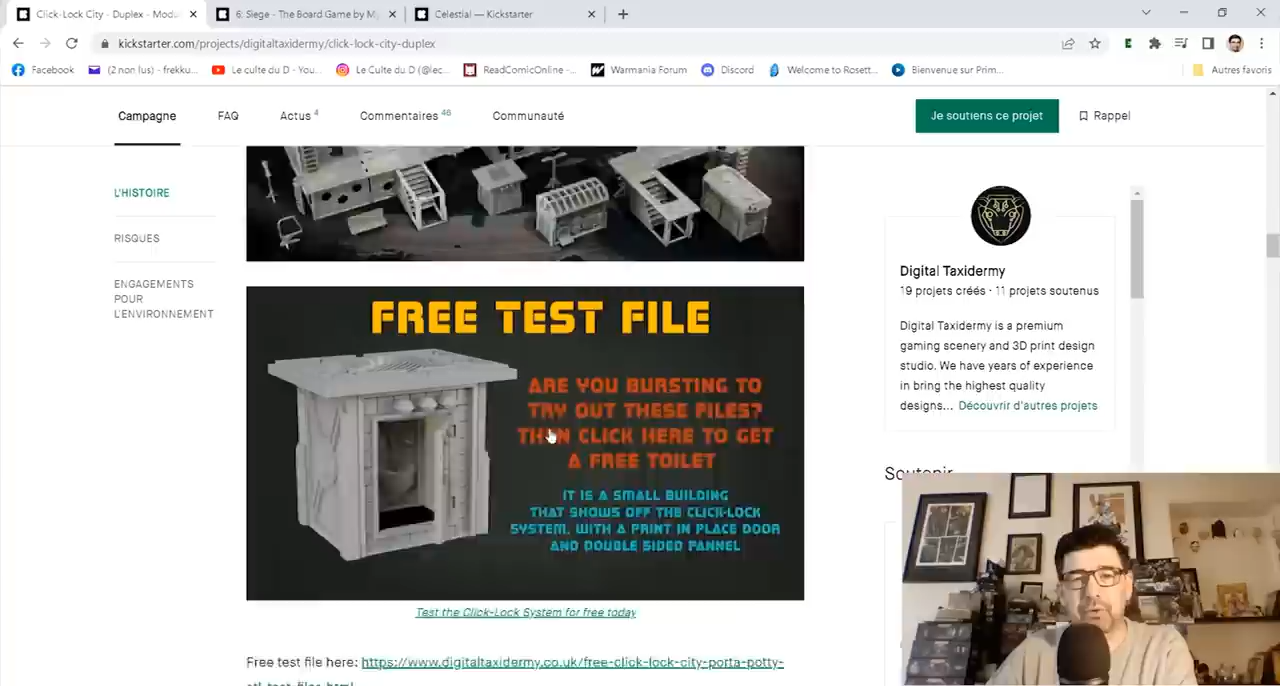 Click-Lock City - Duplex - Modu
6: Siege - The Board Game by M
Celestial — Kickstarter
kickstarter.com/projects/digitaltaxidermy/click-lock-city-duplex
Facebook
(2 non lus) - frekku...
Le culte du D - You...
Le Culte du D (@lec...
ReadComicOnline -...
Warmania Forum
Discord
Welcome to Rosett...
Bienvenue sur Prim...
Autres favoris
Campagne
FAQ
Actus 4
Commentaires 46
Communauté
Je soutiens ce projet
Rappel
L'HISTOIRE
RISQUES
ENGAGEMENTS
POUR
L'ENVIRONNEMENT
FREE TEST FILE
ARE YOU BURSTING TO
TRY OUT THESE FILES?
THEN CLICK HERE TO GET
A FREE TOILET
IT IS A SMALL BUILDING
THAT SHOWS OFF THE CLICK-LOCK
SYSTEM, WITH A PRINT IN PLACE DOOR
AND DOUBLE SIDED PANNEL
Test the Click-Lock System for free today
Free test file here: https://www.digitaltaxidermy.co.uk/free-click-lock-city-porta-potty-
stl-test-files.html
Digital Taxidermy
19 projets créés · 11 projets soutenus
Digital Taxidermy is a premium
gaming scenery and 3D print design
studio. We have years of experience
in bring the highest quality
designs... Découvrir d'autres projets
Soutenir